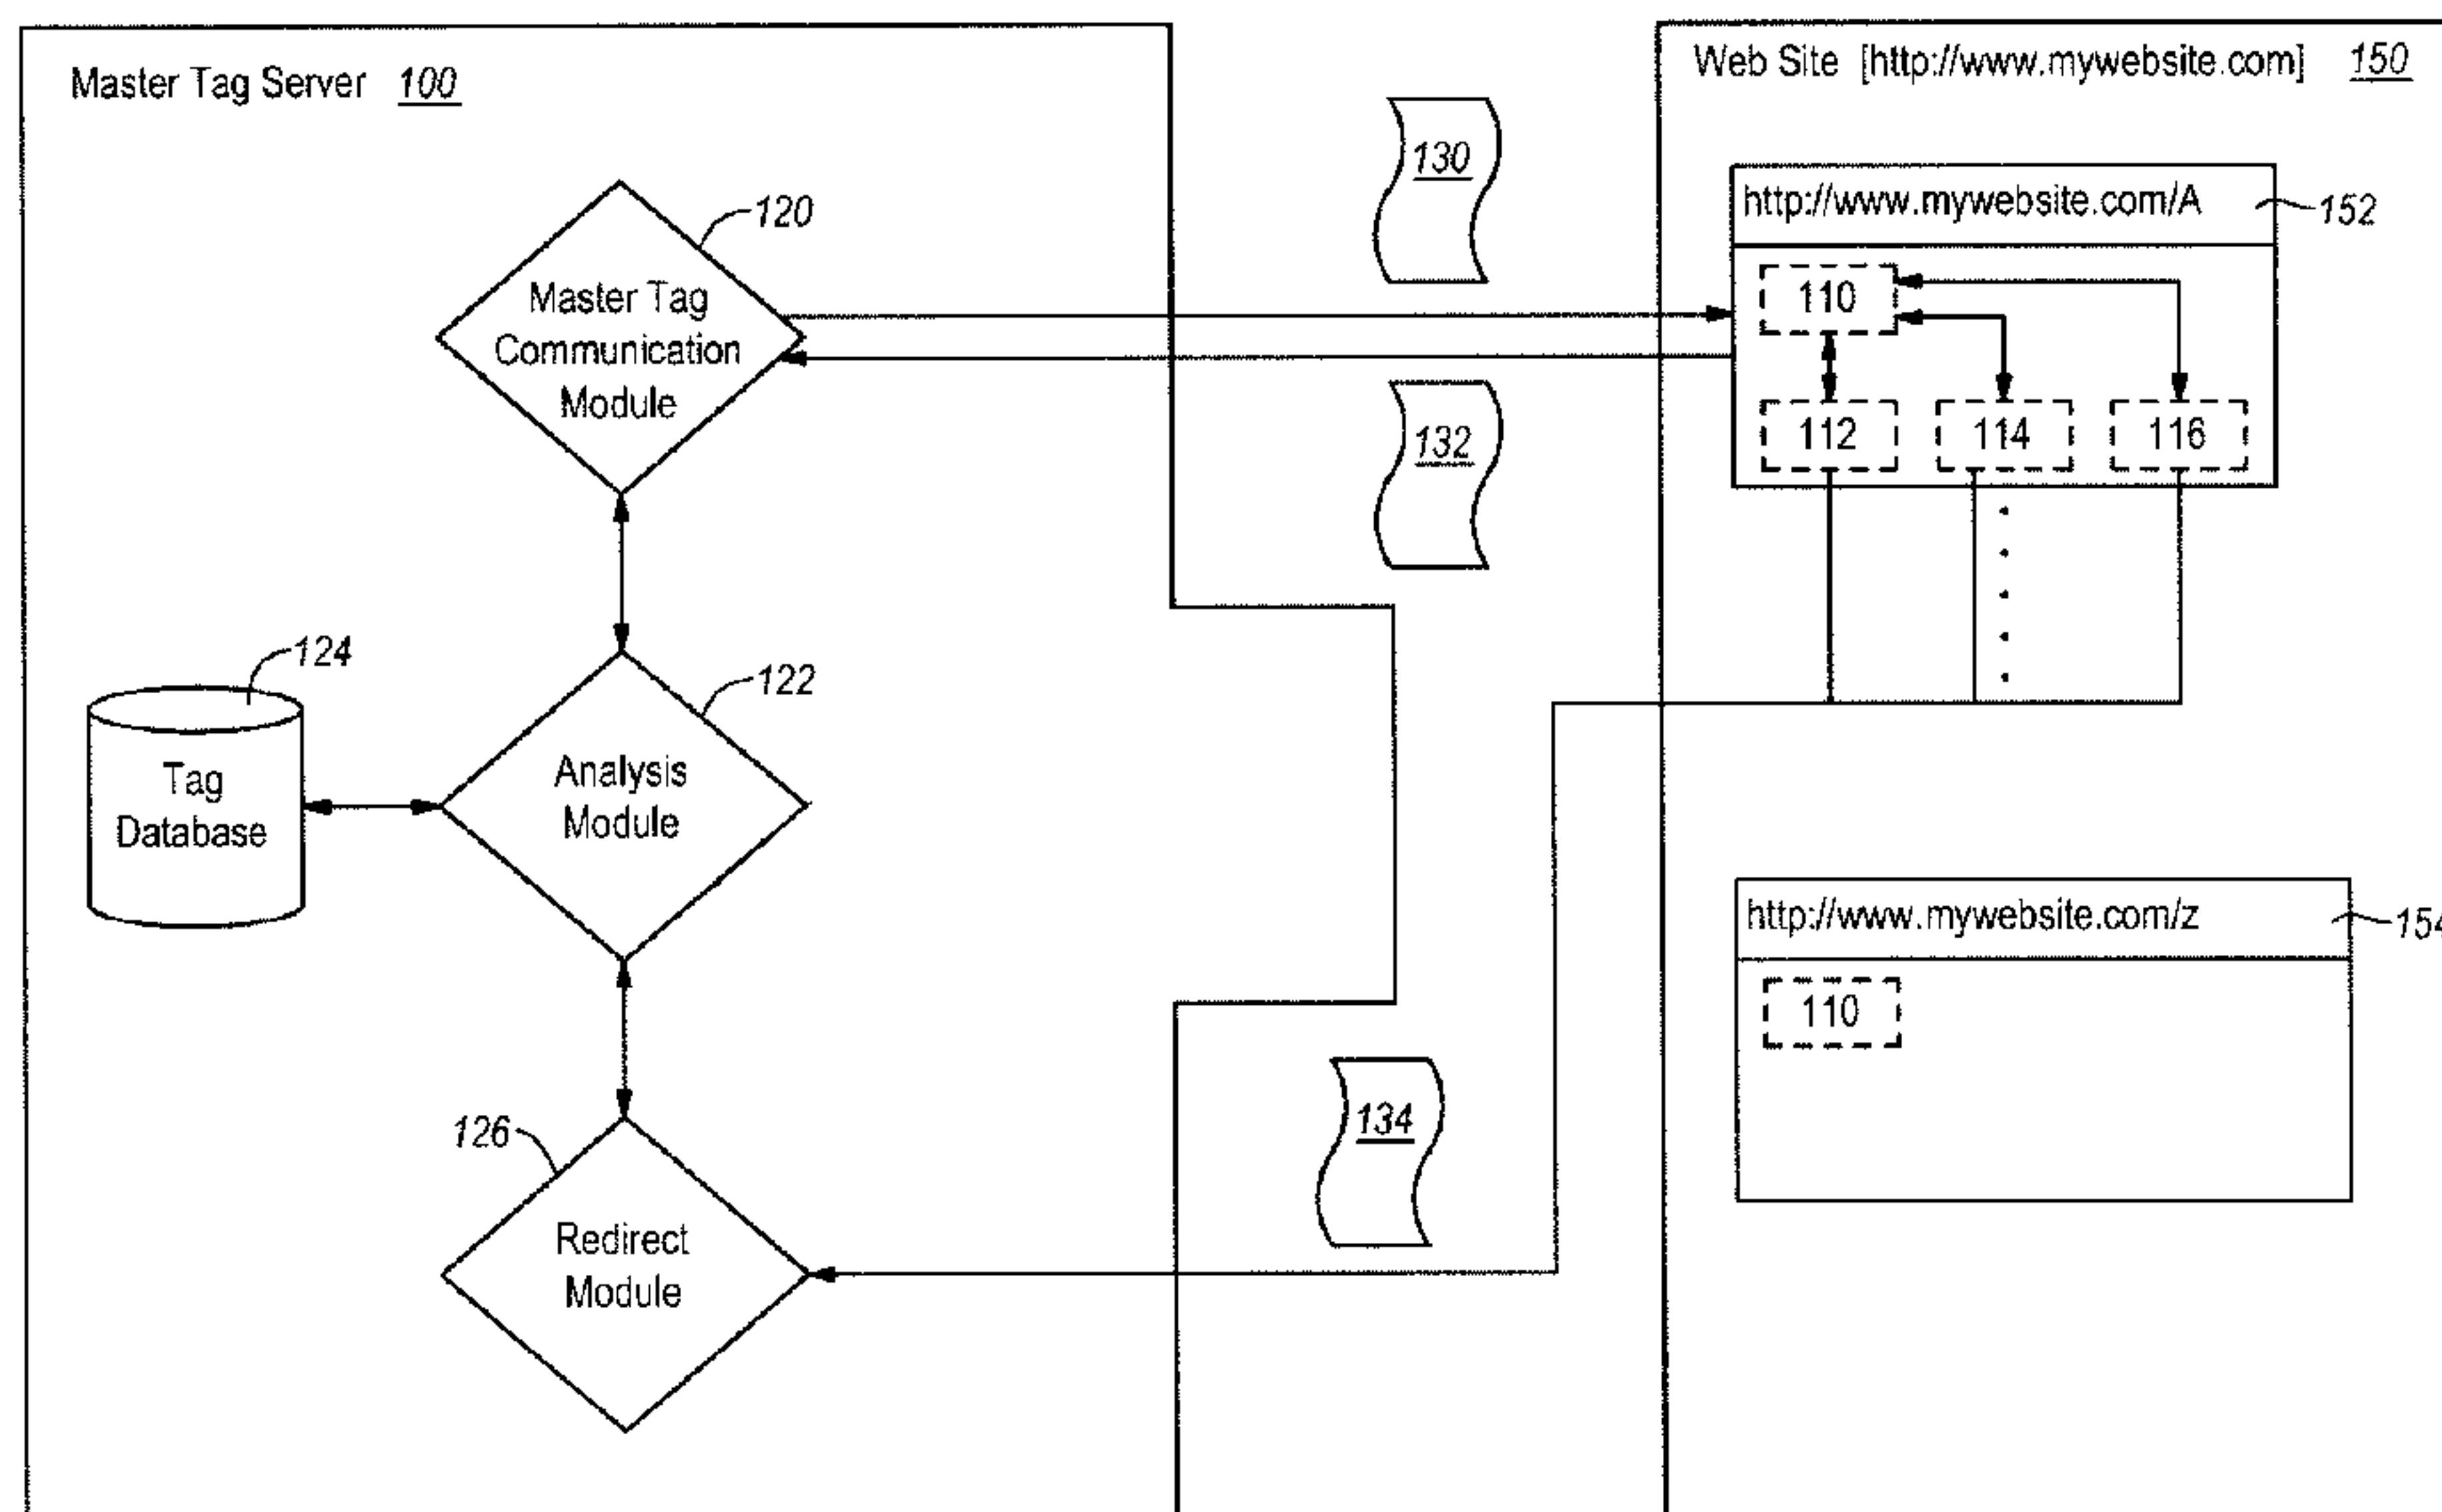 Master Tag Server 100
120
Master Tag
Communication
Module
124
Tag
Database
122
Analysis
Module
126
Redirect
Module
130
132
134
Web Site [http://www.mywebsite.com] 150
http://www.mywebsite.com/A
152
110
112 114 116
http://www.mywebsite.com/z
154
110